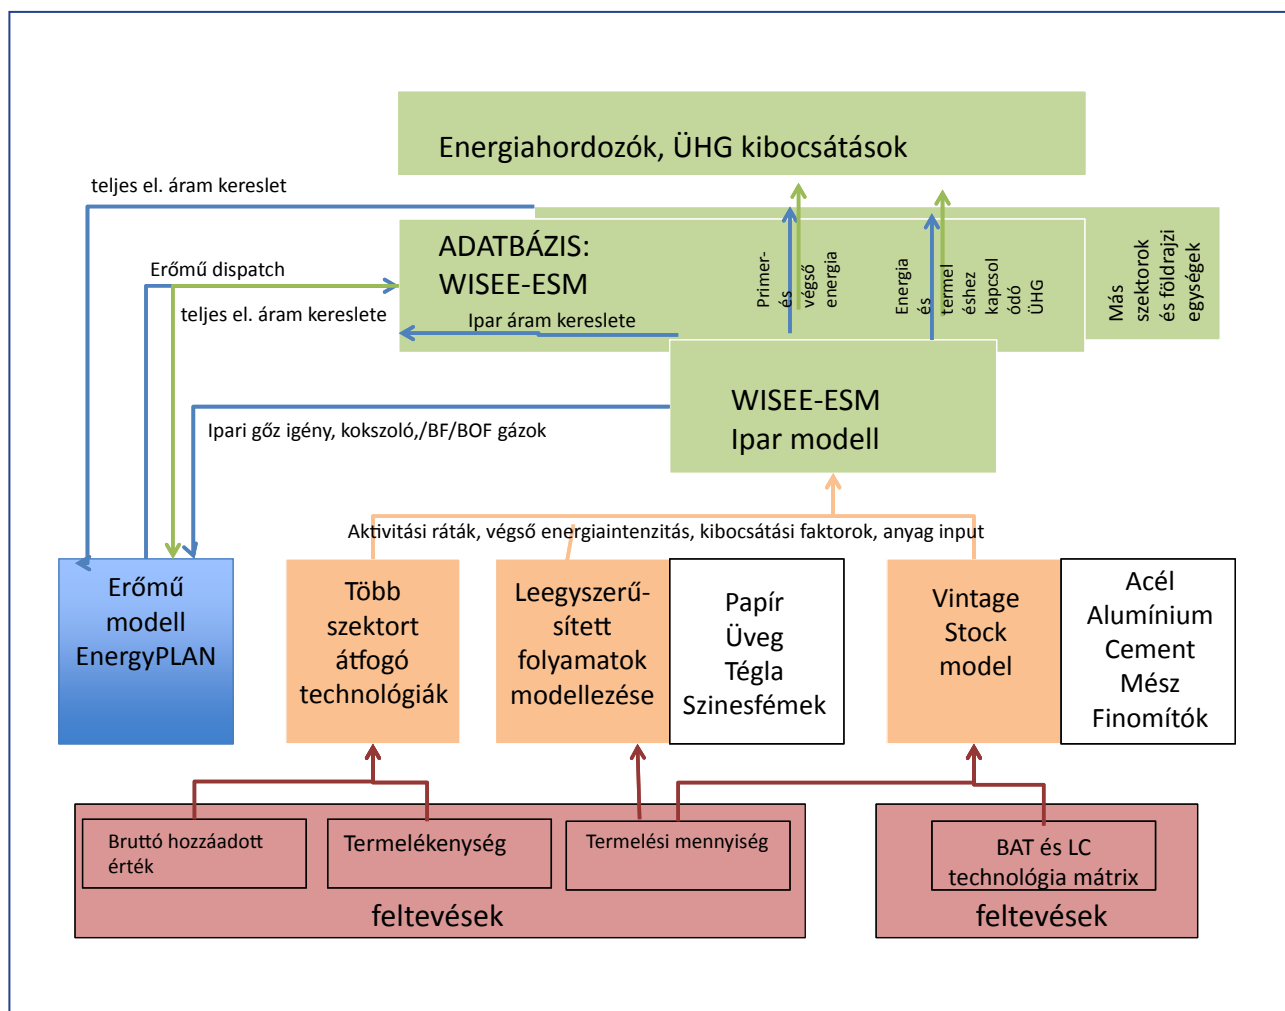 Energiahordozók, ÜHG kibocsátások
teljes el. áram kereslet
ADATBÁZIS:
WISEE-ESM
Erőmű dispatch
teljes el. áram kereslete
Ipar áram kereslete
Primer-
és
végső
energia
Energia
és
termel
éshez
kapcsol
ódó
ÜHG
Más
szektorok
és földrajzi
egységek
WISEE-ESM
Ipar modell
Ipari gőz igény, kokszoló,/BF/BOF gázok
Aktivitási ráták, végső energiaintenzitás, kibocsátási faktorok, anyag input
Erőmű
modell
EnergyPLAN
Több
szektort
átfogó
technológiák
Leegyszerű-
sített
folyamatok
modellezése
Papír
Üveg
Tégla
Szinesfémek
Vintage
Stock
model
Acél
Alumínium
Cement
Mész
Finomítók
Bruttó hozzáadott
érték
Termelékenység
Termelési mennyiség
feltevések
BAT és LC
technológia mátrix
feltevések